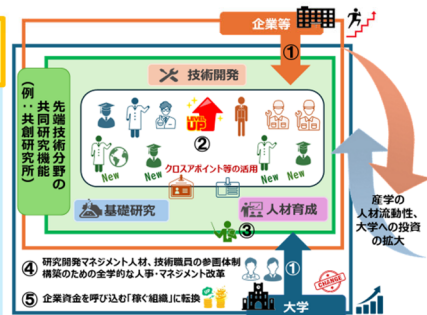 企業等
①
技術開発
先端技術分野の
共同研究機能
(例：共創研究所)
LEVEL
UP
②
New
New
New
New
クロスアポイント等の活用
基礎研究
人材育成
③
産学の
人材流動性、
大学への投資
の拡大
④ 研究開発マネジメント人材、技術職員の参画体制
構築のための全学的な人事・マネジメント改革
⑤ 企業資金を呼び込む「稼ぐ組織」に転換
①
CHANGE
大学